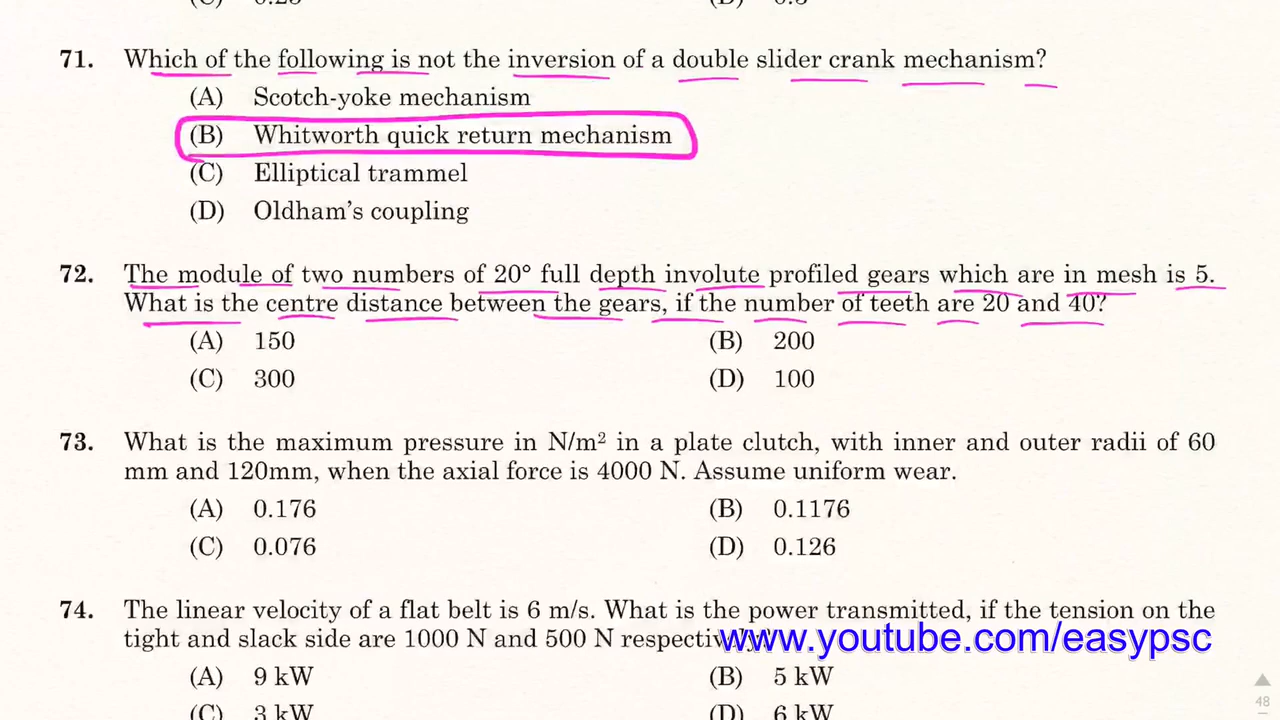 71. Which of the following is not the inversion of a double slider crank mechanism?
(A) Scotch-yoke mechanism
(B) Whitworth quick return mechanism
(C) Elliptical trammel
(D) Oldham's coupling
72. The module of two numbers of 20° full depth involute profiled gears which are in mesh is 5.
What is the centre distance between the gears, if the number of teeth are 20 and 40?
(A) 150 (B) 200
(C) 300 (D) 100
73. What is the maximum pressure in N/m² in a plate clutch, with inner and outer radii of 60
mm and 120mm, when the axial force is 4000 N. Assume uniform wear.
(A) 0.176 (B) 0.1176
(C) 0.076 (D) 0.126
74. The linear velocity of a flat belt is 6 m/s. What is the power transmitted, if the tension on the
tight and slack side are 1000 N and 500 N respectively.
www.youtube.com/easypsc
(A) 9 kW (B) 5 kW
(C) 3 kW (D) 6 kW
48